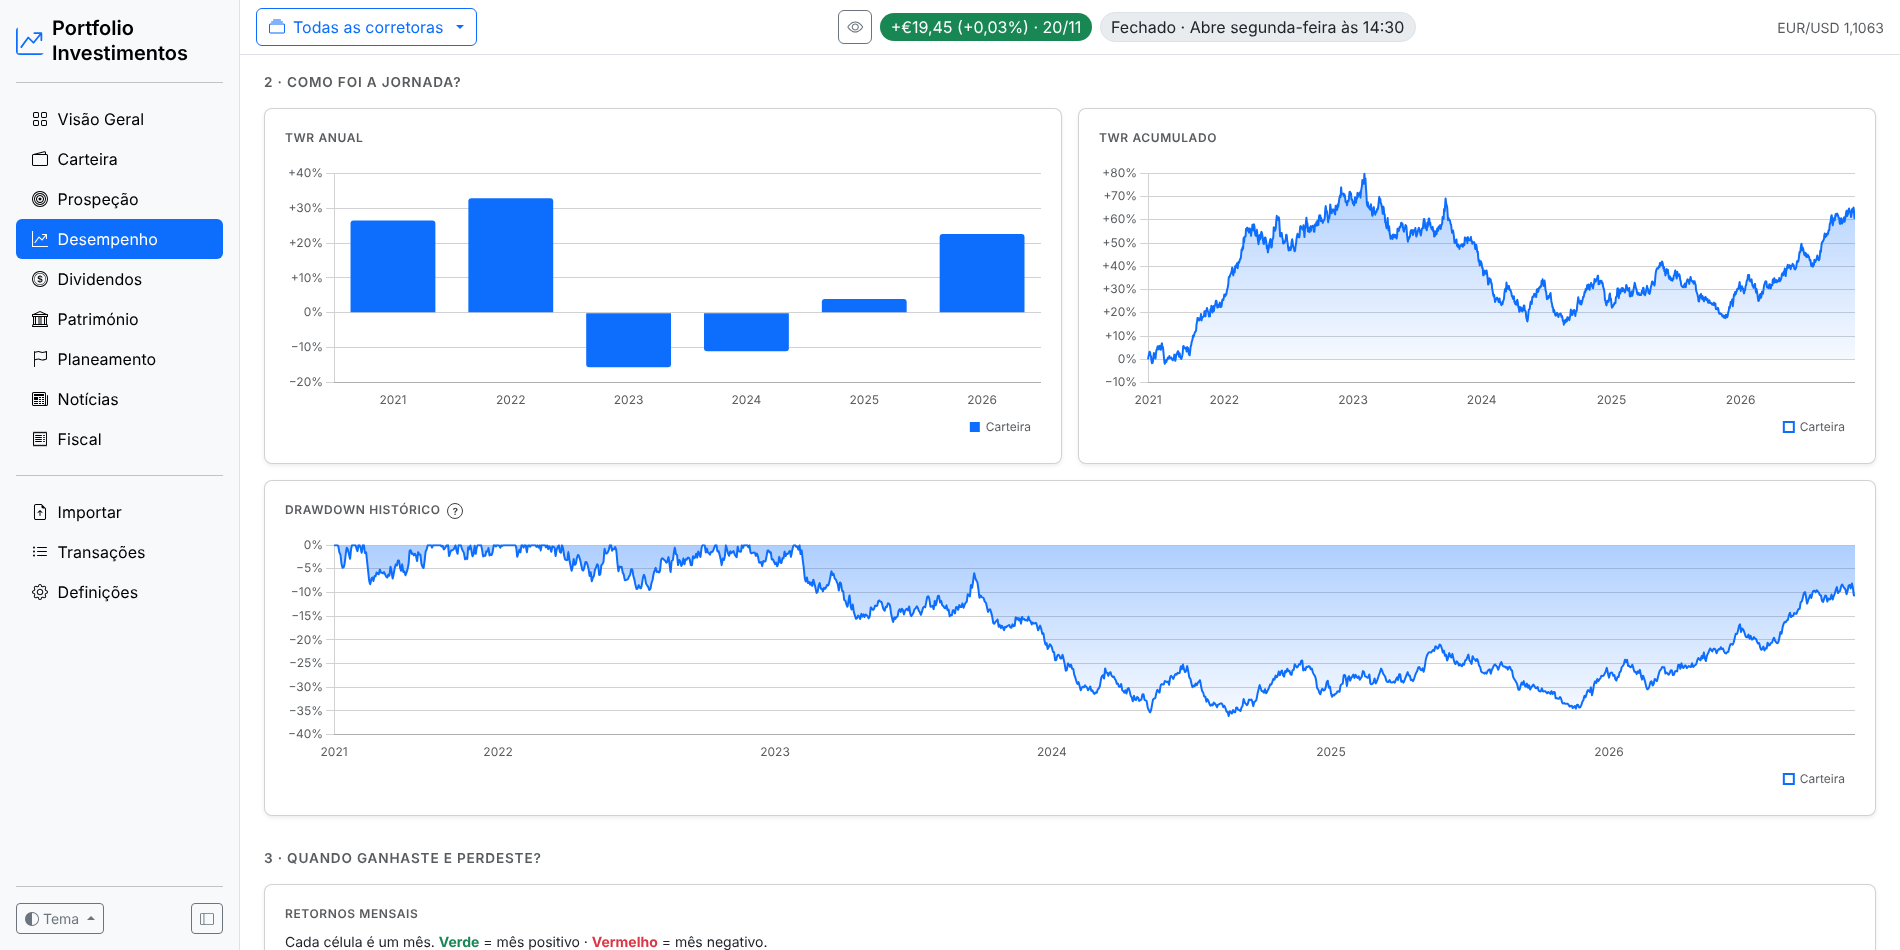 Portfolio
Investimentos
Visão Geral
Carteira
Prospeção
Desempenho
Dividendos
Património
Planeamento
Notícias
Fiscal
Importar
Transações
Definições
Tema
Todas as corretoras
+€19,45 (+0,03%) · 20/11
Fechado · Abre segunda-feira às 14:30
EUR/USD 1,1063
2 · COMO FOI A JORNADA?
TWR ANUAL
+40%
+30%
+20%
+10%
0%
−10%
−20%
2021 2022 2023 2024 2025 2026
Carteira
TWR ACUMULADO
+80%
+70%
+60%
+50%
+40%
+30%
+20%
+10%
0%
−10%
2021 2022 2023 2024 2025 2026
Carteira
DRAWDOWN HISTÓRICO ?
0%
−5%
−10%
−15%
−20%
−25%
−30%
−35%
−40%
2021 2022 2023 2024 2025 2026
Carteira
3 · QUANDO GANHASTE E PERDESTE?
RETORNOS MENSAIS
Cada célula é um mês. Verde = mês positivo · Vermelho = mês negativo.